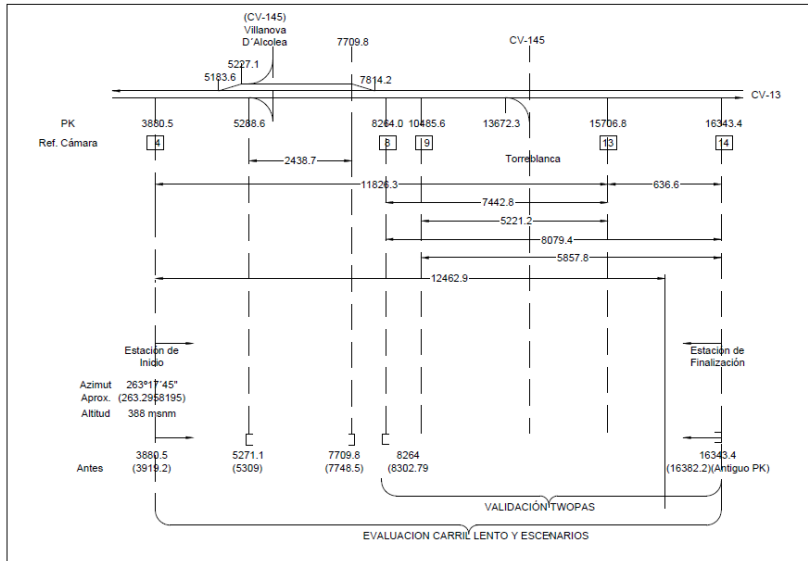 (CV-145)
Villanova
D´Alcolea
7709.8
CV-145
5227.1
5183.6
7814.2
CV-13
PK 3880.5 5268.6 8264.0 10485.6 13672.3 15706.8 16343.4
Ref. Cámara 4 8 9 13 14
Torreblanca
2438.7
11826.3 636.6
7442.8
5221.2
8079.4
5857.8
12462.9
Estación de
Inicio
Estación de
Finalización
Azimut 263º17´45"
Aprox. (263.2958195)
Altitud 388 msnm
3880.5 5271.1 7709.8 8264 16343.4
Antes (3919.2) (5309) (7748.5) (8302.79 (16382.2)(Antiguo PK)
VALIDACIÓN TWOPAS
EVALUACION CARRIL LENTO Y ESCENARIOS